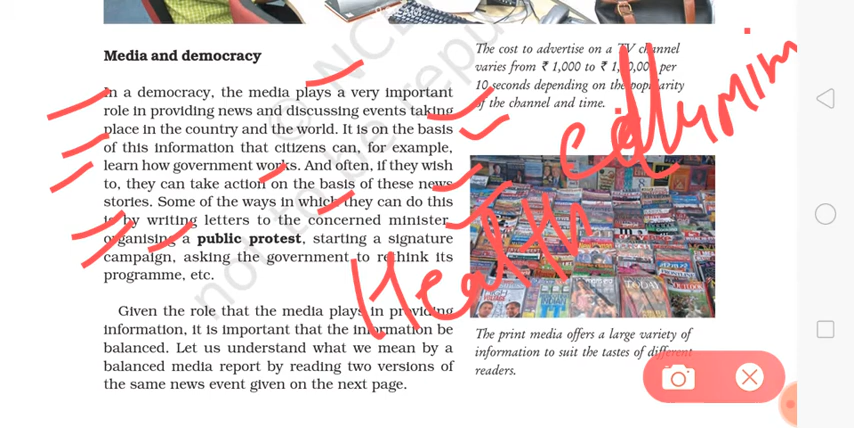 Media and democracy
In a democracy, the media plays a very important
role in providing news and discussing events taking
place in the country and the world. It is on the basis
of this information that citizens can, for example,
learn how government works. And often, if they wish
to, they can take action on the basis of these news
stories. Some of the ways in which they can do this
is by writing letters to the concerned minister,
organising a public protest, starting a signature
campaign, asking the government to rethink its
programme, etc.
Given the role that the media plays in providing
information, it is important that the information be
balanced. Let us understand what we mean by a
balanced media report by reading two versions of
the same news event given on the next page.
The cost to advertise on a TV channel
varies from ₹ 1,000 to ₹ 1,00,000 per
10 seconds depending on the popularity
of the channel and time.
The print media offers a large variety of
information to suit the tastes of different
readers.
Health
© NCE
not to be repu
TODAY